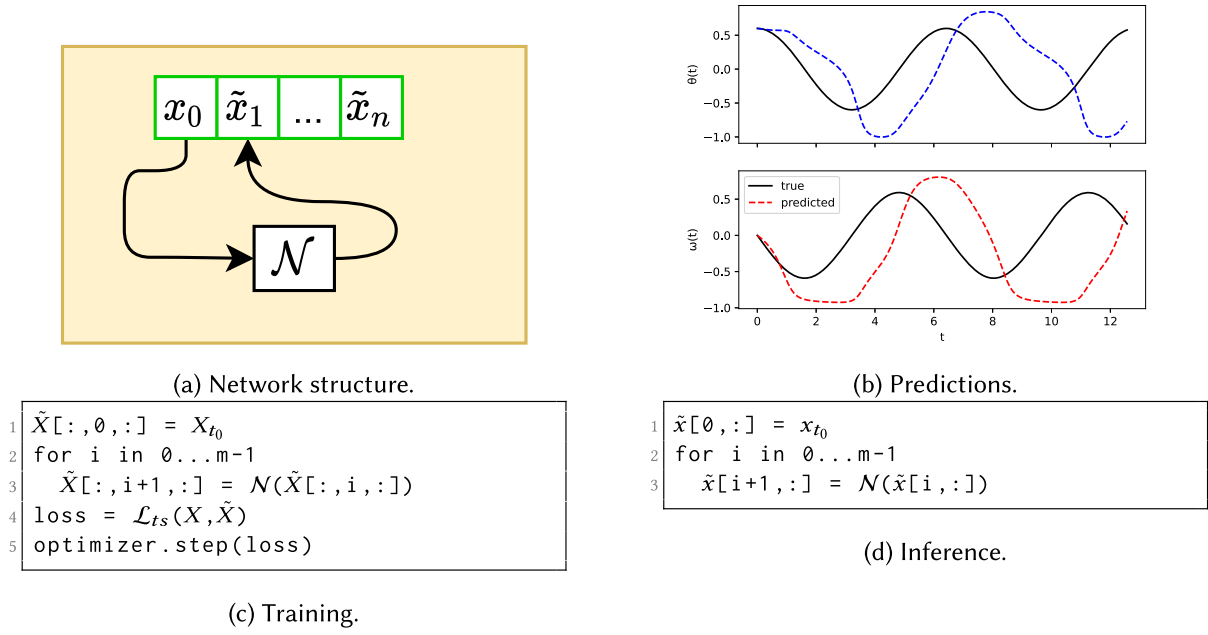 x₀ x̃₁ ... x̃ₙ
𝒩
(a) Network structure.
θ(t)
0.5
0.0
−0.5
−1.0
ω(t)
0.5
0.0
−0.5
−1.0
true
predicted
0 2 4 6 8 10 12
t
(b) Predictions.
1 X̃[:,0,:] = X_{t₀}
2 for i in 0...m-1
3 X̃[:,i+1,:] = 𝒩(X̃[:,i,:])
4 loss = ℒ_{ts}(X,X̃)
5 optimizer.step(loss)
(c) Training.
1 x̃[0,:] = x_{t₀}
2 for i in 0...m-1
3 x̃[i+1,:] = 𝒩(x̃[i,:])
(d) Inference.